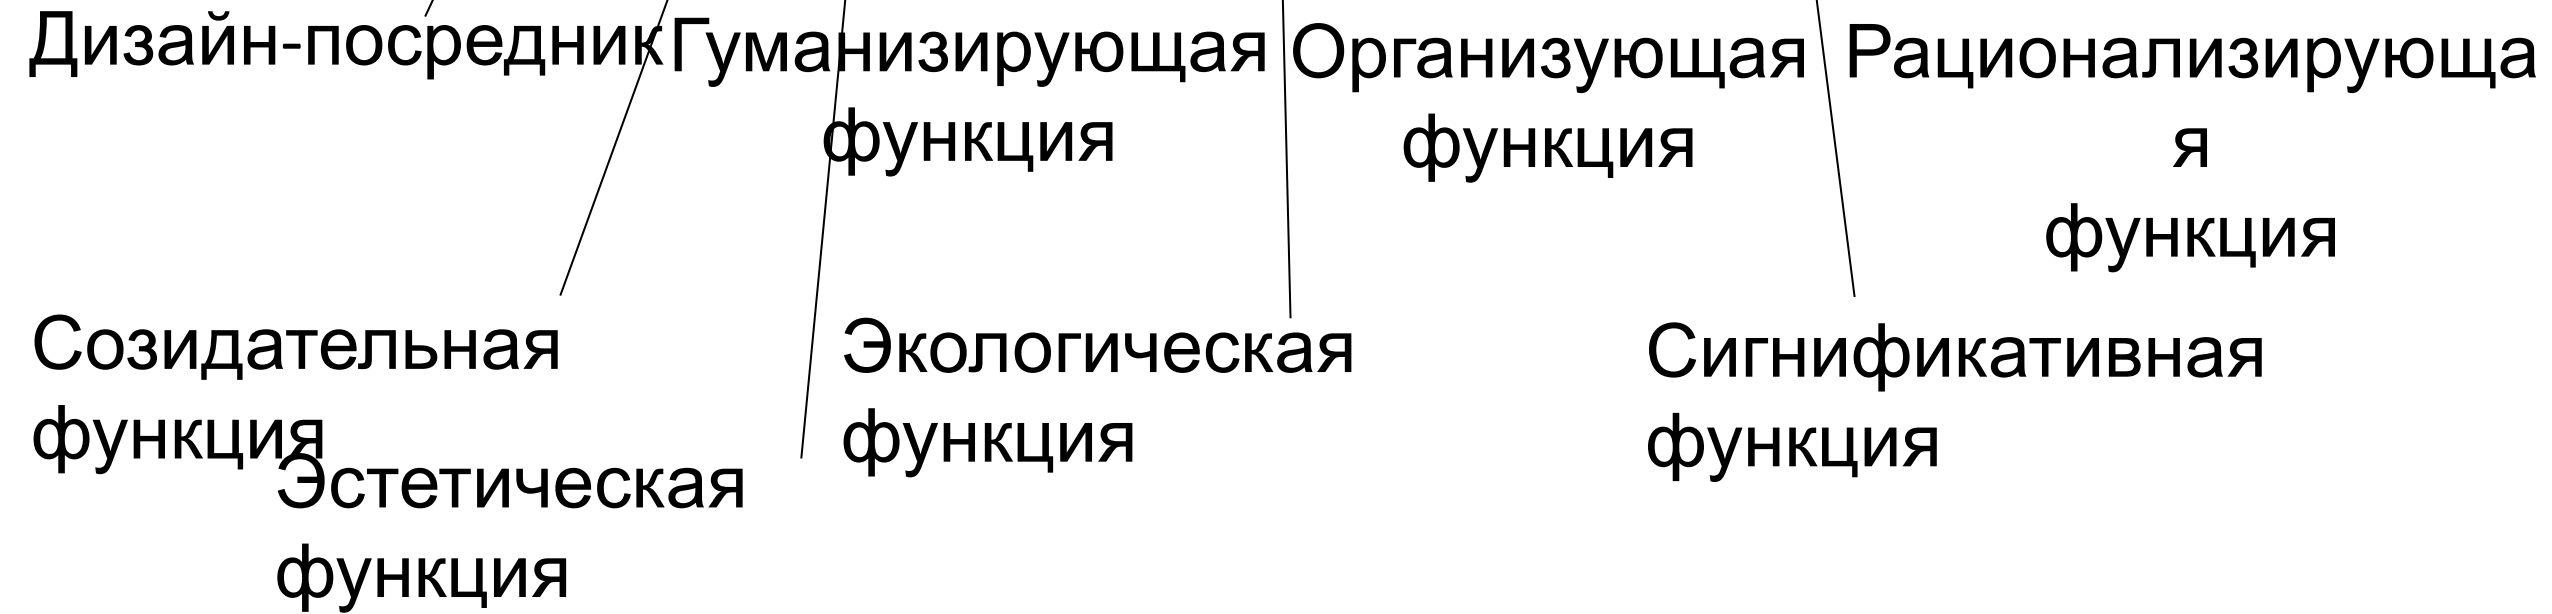 Дизайн-посредник
Гуманизирующая
функция
Организующая
функция
Рационализирующа
я
функция
Созидательная
функция
Эстетическая
функция
Экологическая
функция
Сигнификативная
функция